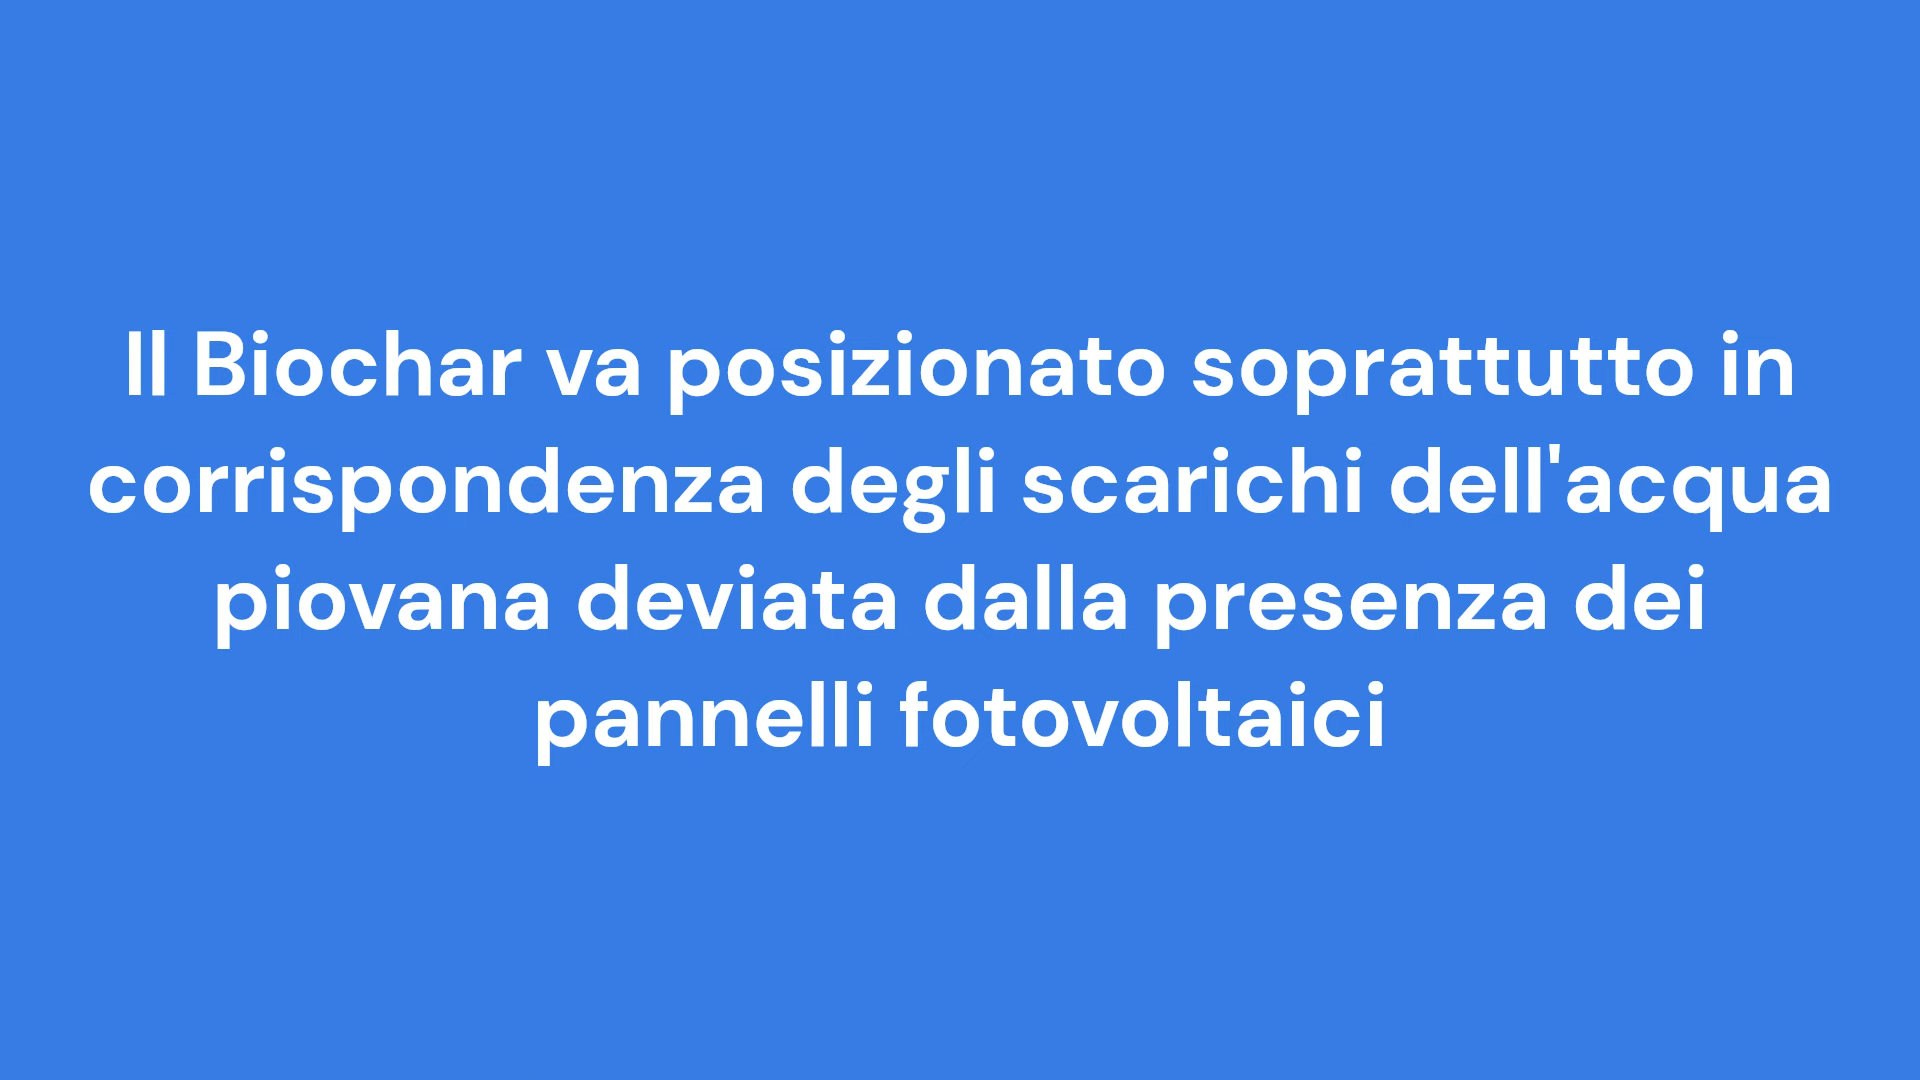 Il Biochar va posizionato soprattutto in
corrispondenza degli scarichi dell'acqua
piovana deviata dalla presenza dei
pannelli fotovoltaici